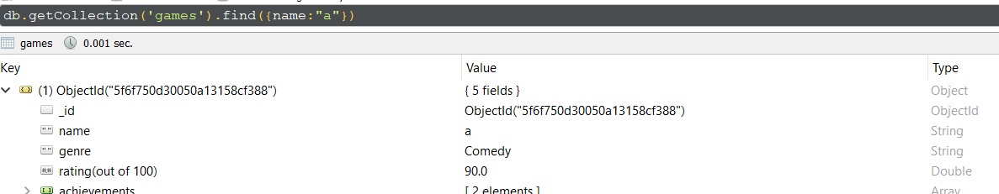 db.getCollection('games').find({name:"a"})
games 0.001 sec.
Key Value Type
(1) ObjectId("5f6f750d30050a13158cf388") { 5 fields } Object
_id ObjectId("5f6f750d30050a13158cf388") ObjectId
name a String
genre Comedy String
rating(out of 100) 90.0 Double
achievements [ 2 elements ] Array